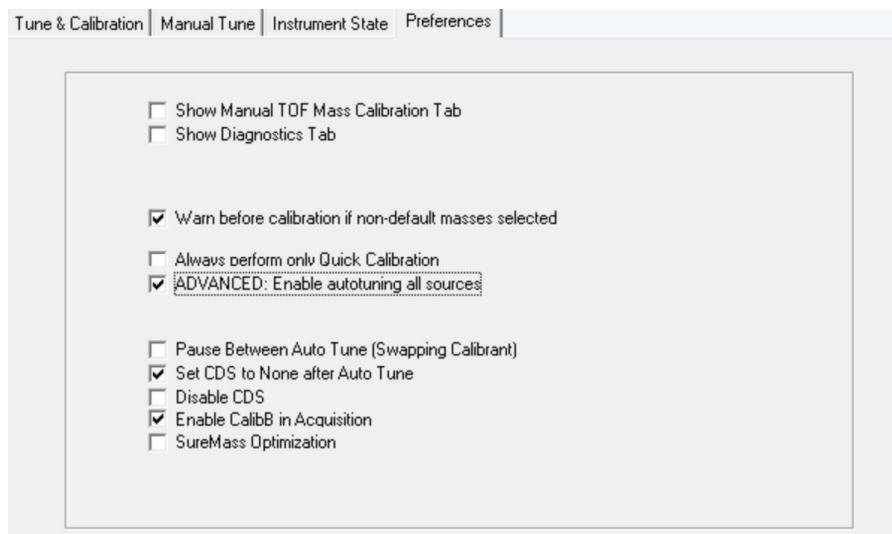 Tune & Calibration Manual Tune Instrument State Preferences
Show Manual TOF Mass Calibration Tab
Show Diagnostics Tab
Warn before calibration if non-default masses selected
Always perform only Quick Calibration
ADVANCED: Enable autotuning all sources
Pause Between Auto Tune (Swapping Calibrant)
Set CDS to None after Auto Tune
Disable CDS
Enable CalibB in Acquisition
SureMass Optimization